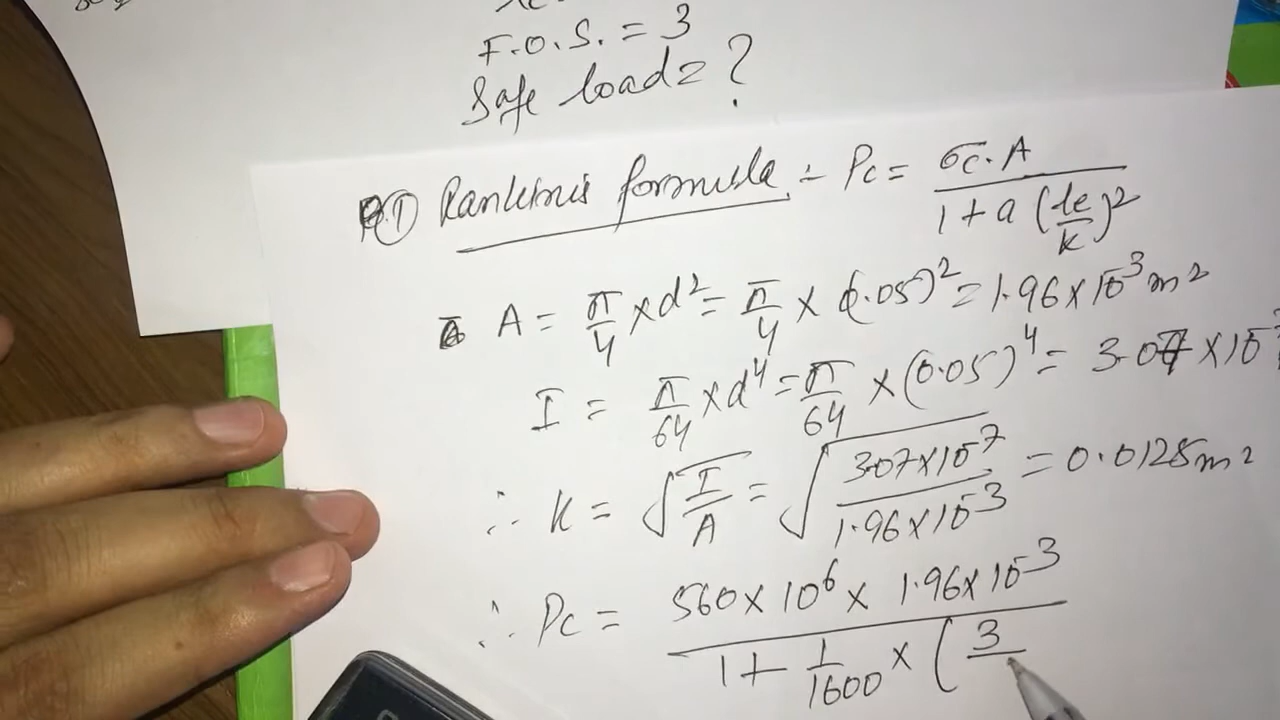 F.O.S. = 3
Safe load = ?
① Rankine's formula :- Pc = σc.A / 1 + a (le/k)²
A = π/4 × d² = π/4 × (0.05)² = 1.96 × 10⁻³ m²
I = π/64 × d⁴ = π/64 × (0.05)⁴ = 3.07 × 10
∴ K = √I/A = √3.07×10⁻⁷/1.96×10⁻³ = 0.0125 m²
∴ Pc = 560 × 10⁶ × 1.96 × 10⁻³ / 1 + 1/1600 × ( 3